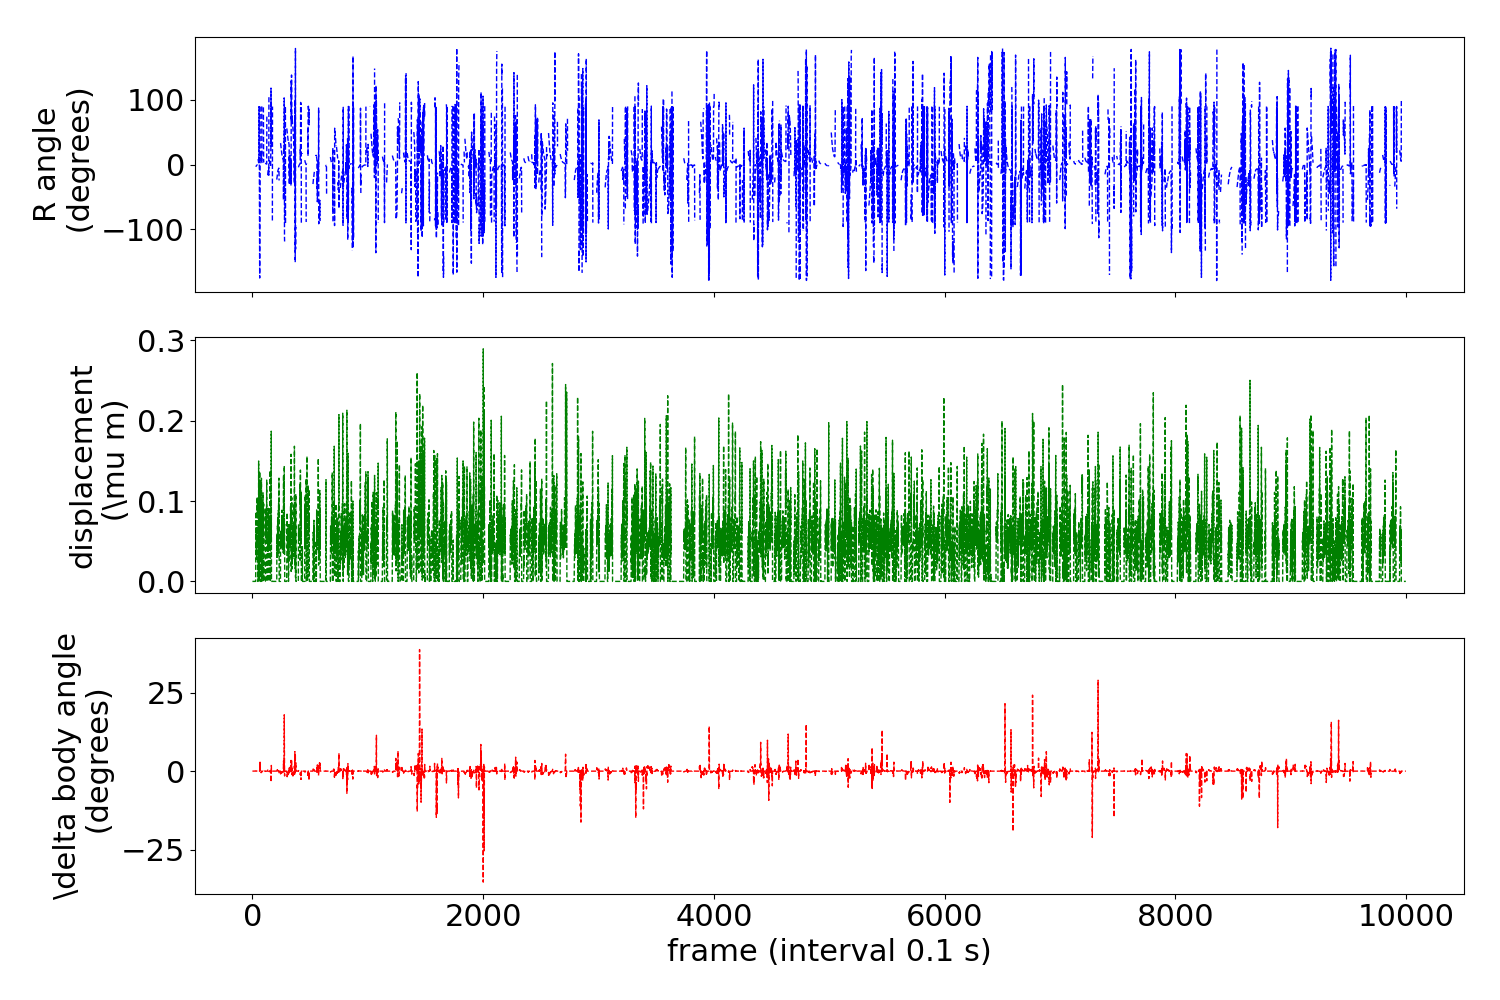 R angle
(degrees)
100
0
−100
displacement
(\mu m)
0.3
0.2
0.1
0.0
\delta body angle
(degrees)
25
0
−25
0 2000 4000 6000 8000 10000
frame (interval 0.1 s)